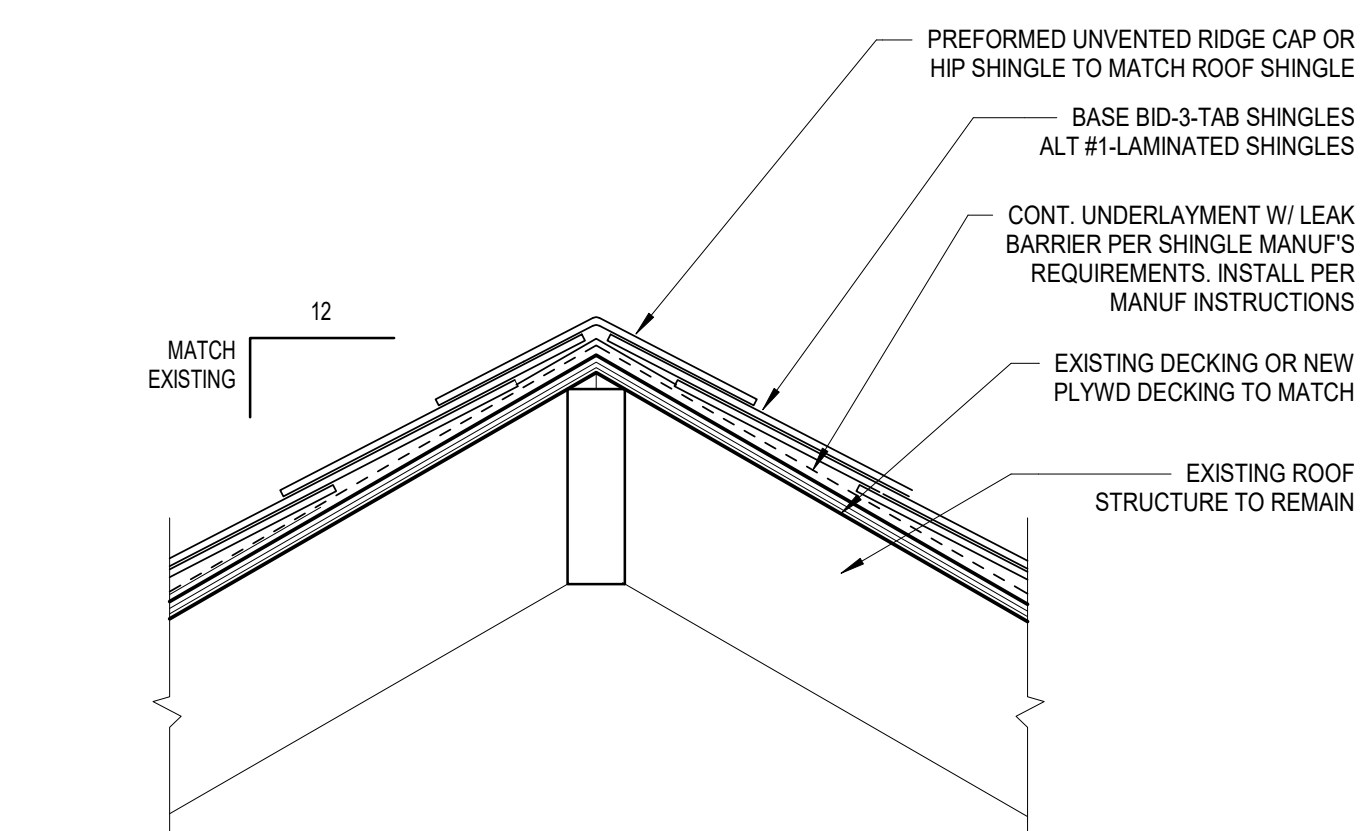 PREFORMED UNVENTED RIDGE CAP OR
HIP SHINGLE TO MATCH ROOF SHINGLE
BASE BID-3-TAB SHINGLES
ALT #1-LAMINATED SHINGLES
CONT. UNDERLAYMENT W/ LEAK
BARRIER PER SHINGLE MANUF'S
REQUIREMENTS. INSTALL PER
MANUF INSTRUCTIONS
12
MATCH
EXISTING
EXISTING DECKING OR NEW
PLYWD DECKING TO MATCH
EXISTING ROOF
STRUCTURE TO REMAIN